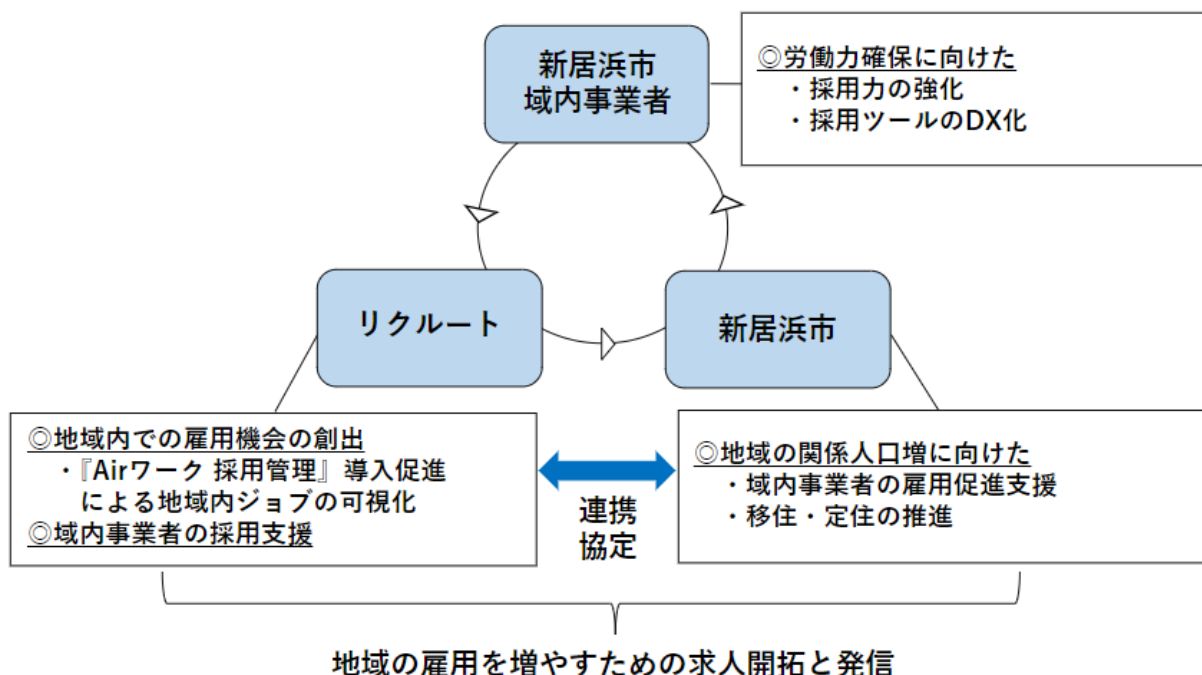 新居浜市
域内事業者
◎労働力確保に向けた
・採用力の強化
・採用ツールのDX化
リクルート
新居浜市
◎地域内での雇用機会の創出
・『Airワーク 採用管理』導入促進
による地域内ジョブの可視化
◎域内事業者の採用支援
連携
協定
◎地域の関係人口増に向けた
・域内事業者の雇用促進支援
・移住・定住の推進
地域の雇用を増やすための求人開拓と発信